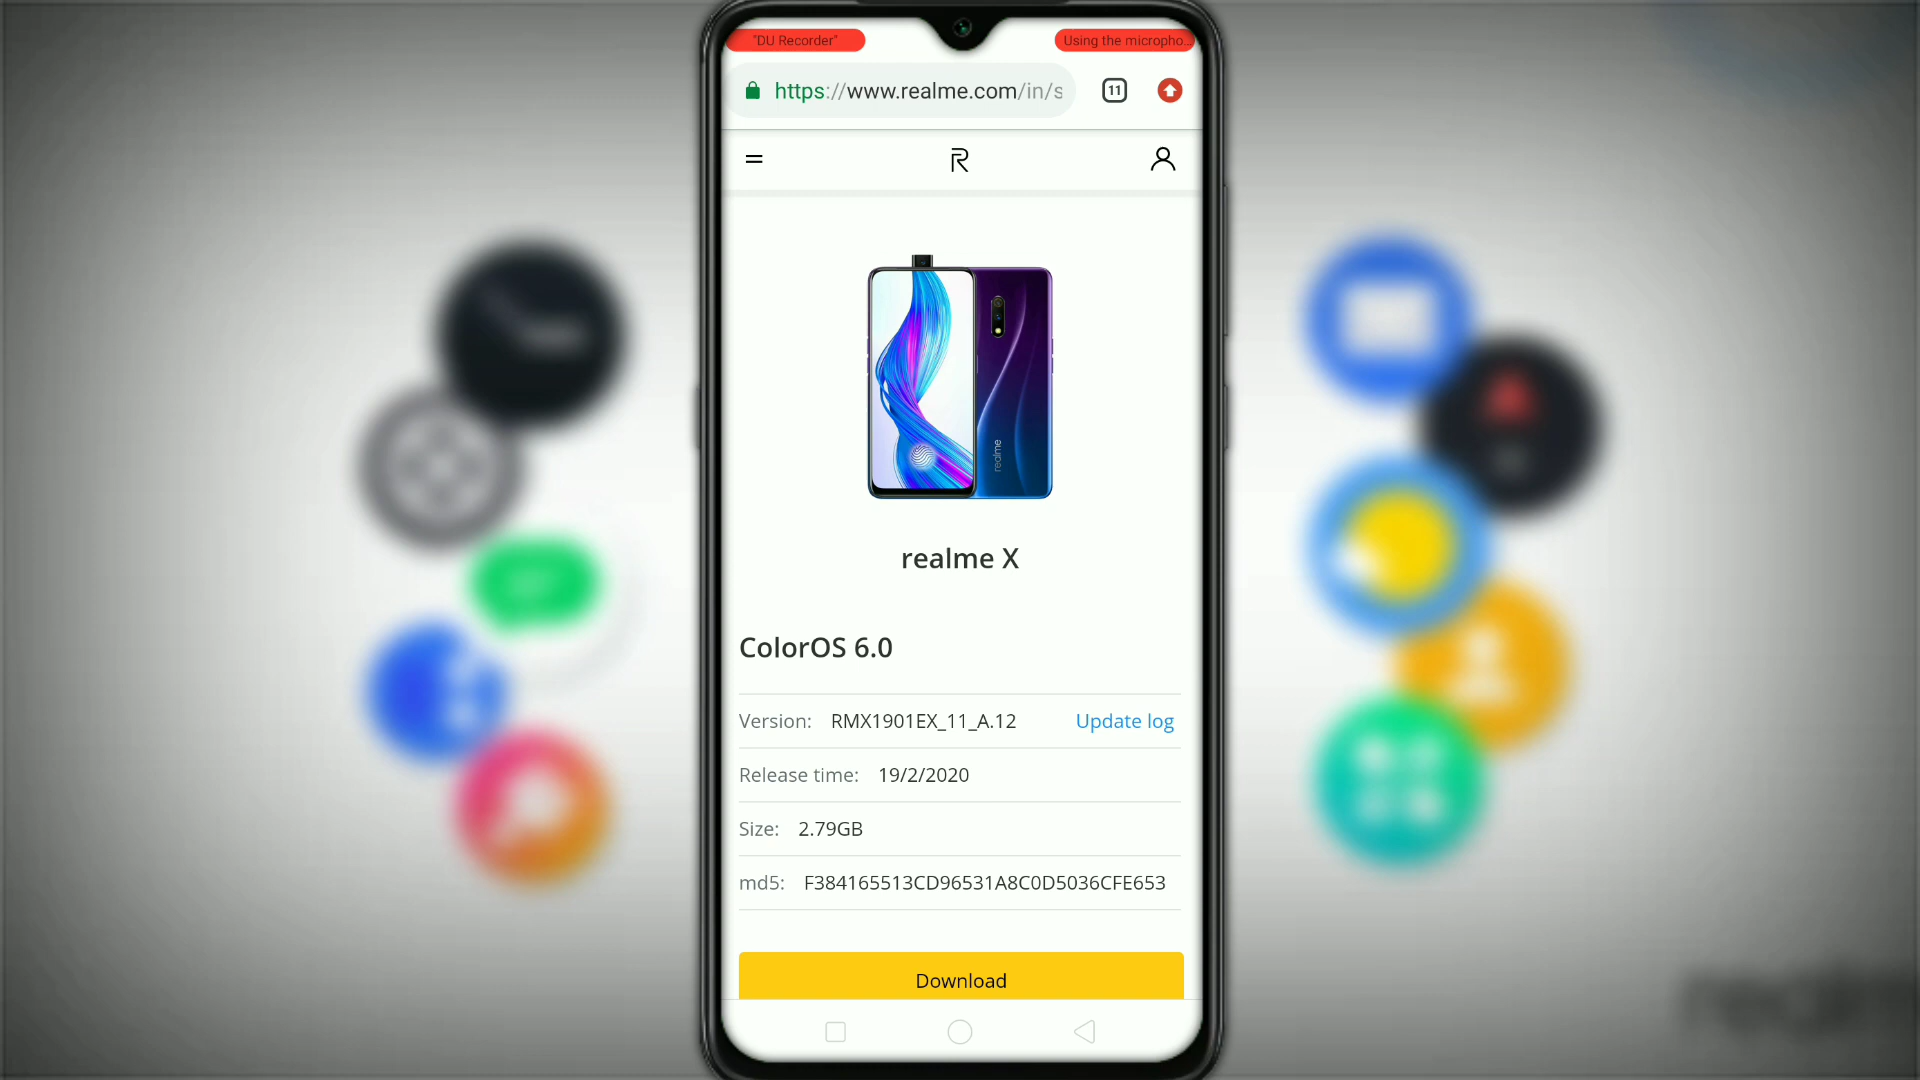 "DU Recorder"
Using the micropho...
https://www.realme.com/in/s
11
realme
realme X
ColorOS 6.0
Version: RMX1901EX_11_A.12 Update log
Release time: 19/2/2020
Size: 2.79GB
md5: F384165513CD96531A8C0D5036CFE653
Download